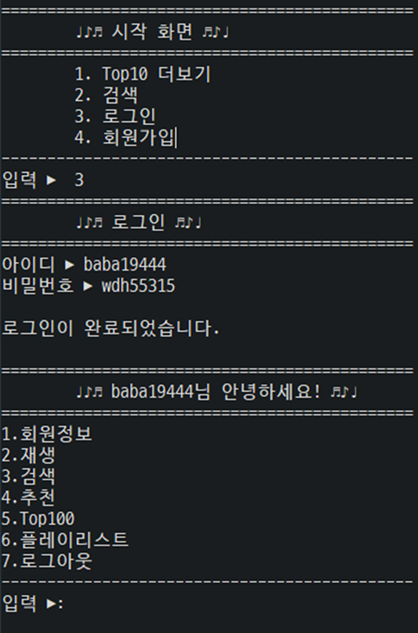 ==============================================
♩♪♬ 시작 화면 ♬♪♩
==============================================
1. Top10 더보기
2. 검색
3. 로그인
4. 회원가입
----------------------------------------------
입력 ▶ 3
==============================================
♩♪♬ 로그인 ♬♪♩
==============================================
아이디 ▶ baba19444
비밀번호 ▶ wdh55315
로그인이 완료되었습니다.
==============================================
♩♪♬ baba19444님 안녕하세요! ♬♪♩
==============================================
1.회원정보
2.재생
3.검색
4.추천
5.Top100
6.플레이리스트
7.로그아웃
----------------------------------------------
입력 ▶: